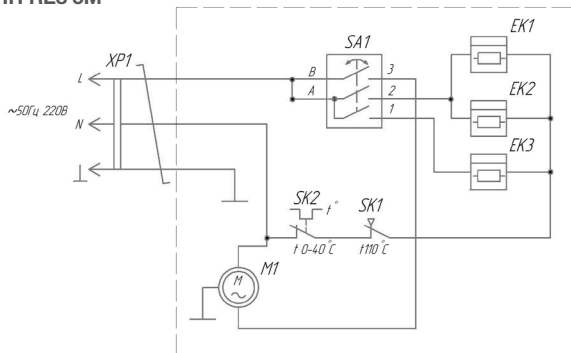 XP1
L
~50Гц 220В
N
SA1
B
3
A
2
1
EK1
EK2
EK3
SK2
t°
t 0-40°C
SK1
t110°C
M1
M